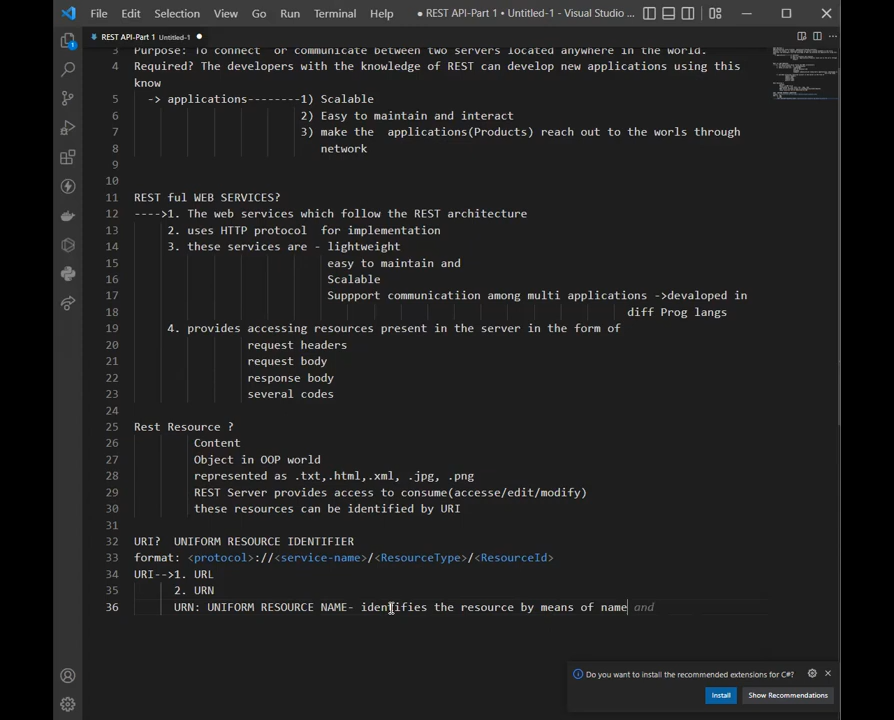 File Edit Selection View Go Run Terminal Help ● REST API-Part 1 • Untitled-1 - Visual Studio ...
REST API-Part 1 Untitled-1 ●
3 Purpose: To connect or communicate between two servers located anywhere in the world.
4 Required? The developers with the knowledge of REST can develop new applications using this
know
5 -> applications--------1) Scalable
6 2) Easy to maintain and interact
7 3) make the applications(Products) reach out to the worls through
8 network
9
10
11 REST ful WEB SERVICES?
12 ---->1. The web services which follow the REST architecture
13 2. uses HTTP protocol for implementation
14 3. these services are - lightweight
15 easy to maintain and
16 Scalable
17 Suppport communicatiion among multi applications ->devaloped in
18 diff Prog langs
19 4. provides accessing resources present in the server in the form of
20 request headers
21 request body
22 response body
23 several codes
24
25 Rest Resource ?
26 Content
27 Object in OOP world
28 represented as .txt,.html,.xml, .jpg, .png
29 REST Server provides access to consume(accesse/edit/modify)
30 these resources can be identified by URI
31
32 URI? UNIFORM RESOURCE IDENTIFIER
33 format: <protocol>://<service-name>/<ResourceType>/<ResourceId>
34 URI-->1. URL
35 2. URN
36 URN: UNIFORM RESOURCE NAME- identifies the resource by means of name and
Do you want to install the recommended extensions for C#?
Install Show Recommendations